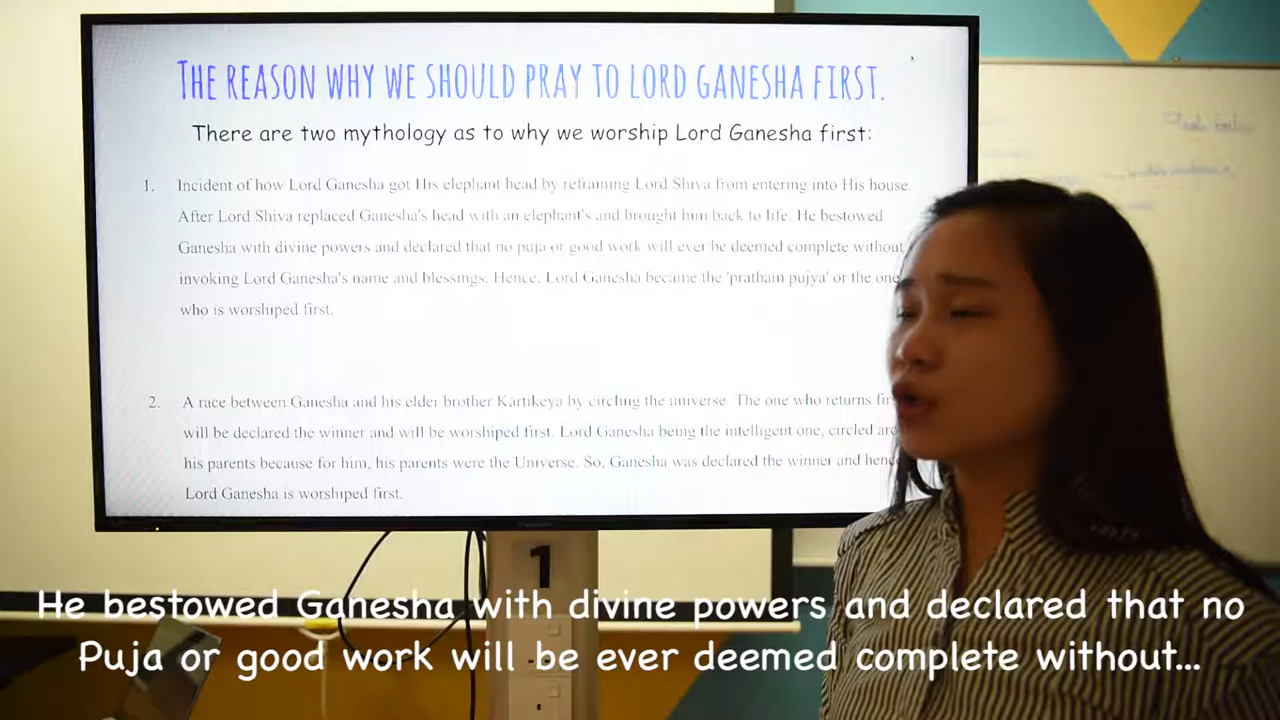 THE REASON WHY WE SHOULD PRAY TO LORD GANESHA FIRST.
There are two mythology as to why we worship Lord Ganesha first:
1. Incident of how Lord Ganesha got His elephant head by refraining Lord Shiva from entering into His house.
After Lord Shiva replaced Ganesha's head with an elephant's and brought him back to life. He bestowed
Ganesha with divine powers and declared that no puja or good work will ever be deemed complete without
invoking Lord Ganesha's name and blessings. Hence, Lord Ganesha became the 'pratham pujya' or the one
who is worshiped first.
2. A race between Ganesha and his elder brother Kartikeya by circling the universe. The one who returns
will be declared the winner and will be worshiped first. Lord Ganesha being the intelligent one, circled
his parents because for him, his parents were the Universe. So, Ganesha was declared the winner and
Lord Ganesha is worshiped first.
1
He bestowed Ganesha with divine powers and declared that no
Puja or good work will be ever deemed complete without...